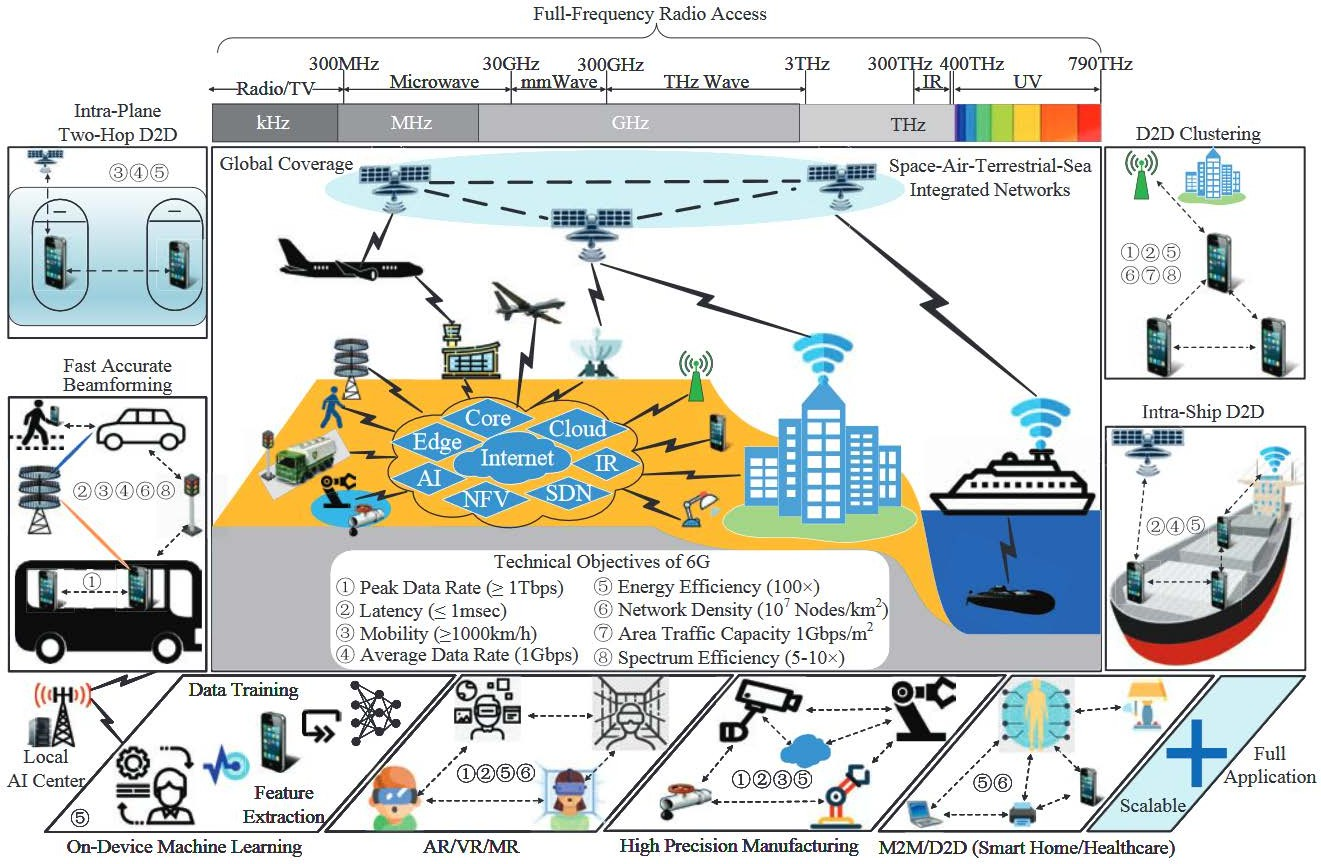 Full-Frequency Radio Access
300MHz 30GHz 300GHz 3THz 300THz 400THz 790THz
Radio/TV Microwave mmWave THz Wave IR UV
kHz MHz GHz THz
Intra-Plane
Two-Hop D2D
③④⑤
Fast Accurate
Beamforming
②③④⑥⑧
①
Global Coverage
Space-Air-Terrestrial-Sea
Integrated Networks
Core
Edge
Cloud
Internet
AI
IR
NFV
SDN
Technical Objectives of 6G
① Peak Data Rate (≥ 1Tbps)
② Latency (≤ 1msec)
③ Mobility (≥1000km/h)
④ Average Data Rate (1Gbps)
⑤ Energy Efficiency (100×)
⑥ Network Density (10⁷ Nodes/km²)
⑦ Area Traffic Capacity 1Gbps/m²
⑧ Spectrum Efficiency (5-10×)
D2D Clustering
①②⑤
⑥⑦⑧
Intra-Ship D2D
②④⑤
Local
AI Center
Data Training
Feature
Extraction
⑤
On-Device Machine Learning
①②⑤⑥
AR/VR/MR
①②③⑤
High Precision Manufacturing
⑤⑥
M2M/D2D (Smart Home/Healthcare)
Scalable
Full
Application